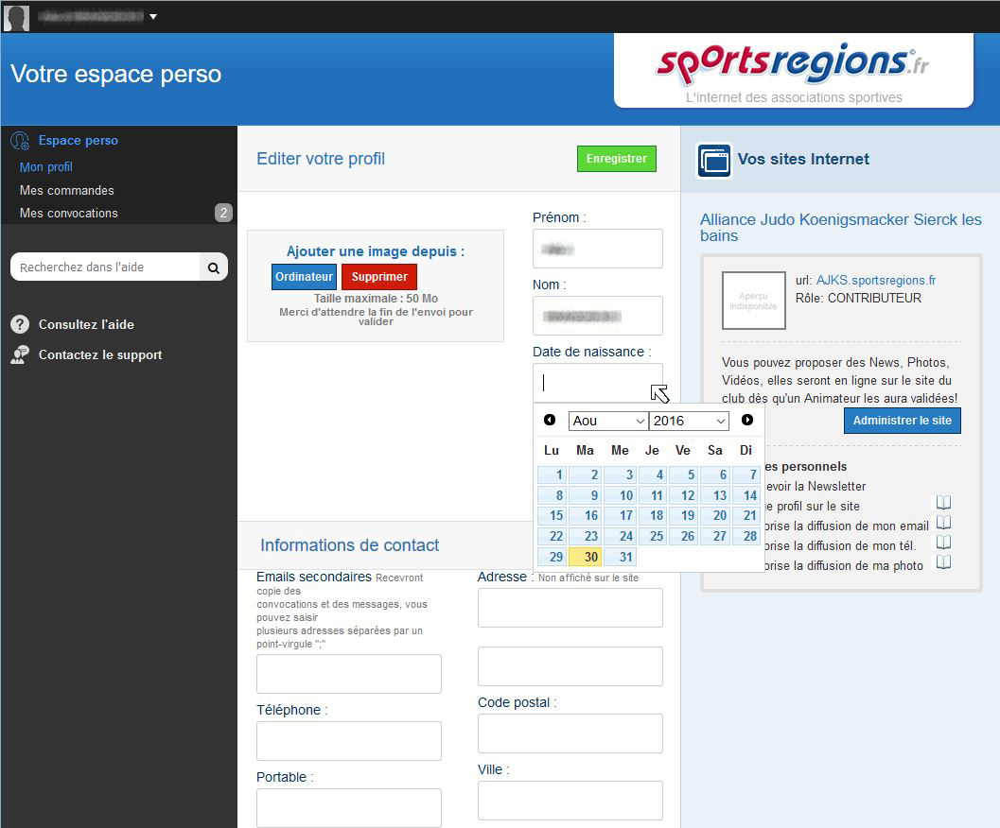 Votre espace perso
sportsregions.fr
L'internet des associations sportives
Espace perso
Mon profil
Mes commandes
Mes convocations 2
Recherchez dans l'aide
? Consultez l'aide
Contactez le support
Editer votre profil
Enregistrer
Ajouter une image depuis :
Ordinateur Supprimer
Taille maximale : 50 Mo
Merci d'attendre la fin de l'envoi pour
valider
Prénom :
Nom :
Date de naissance :
Aou 2016
Lu Ma Me Je Ve Sa Di
1 2 3 4 5 6 7
8 9 10 11 12 13 14
15 16 17 18 19 20 21
22 23 24 25 26 27 28
29 30 31
Informations de contact
Emails secondaires Recevront
copie des
convocations et des messages, vous
pouvez saisir
plusieurs adresses séparées par un
point-virgule ";"
Téléphone :
Portable :
Adresse : Non affiché sur le site
Code postal :
Ville :
Vos sites Internet
Alliance Judo Koenigsmacker Sierck les
bains
Aperçu
indisponible
url: AJKS.sportsregions.fr
Rôle: CONTRIBUTEUR
Vous pouvez proposer des News, Photos,
Vidéos, elles seront en ligne sur le site du
club dès qu'un Animateur les aura validées!
Administrer le site
es personnels
evoir la Newsletter
e profil sur le site
orise la diffusion de mon email
orise la diffusion de mon tél.
orise la diffusion de ma photo